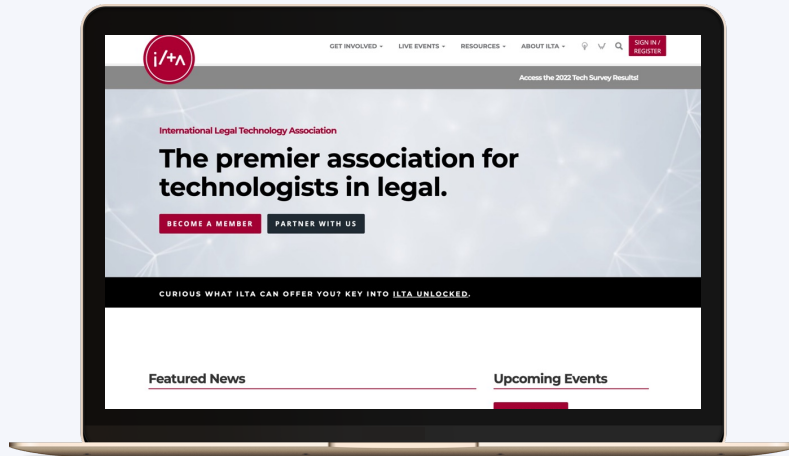 i/+Λ
GET INVOLVED
LIVE EVENTS
RESOURCES
ABOUT ILTA
SIGN IN /
REGISTER
Access the 2022 Tech Survey Results!
International Legal Technology Association
The premier association for
technologists in legal.
BECOME A MEMBER
PARTNER WITH US
CURIOUS WHAT ILTA CAN OFFER YOU? KEY INTO ILTA UNLOCKED.
Featured News
Upcoming Events